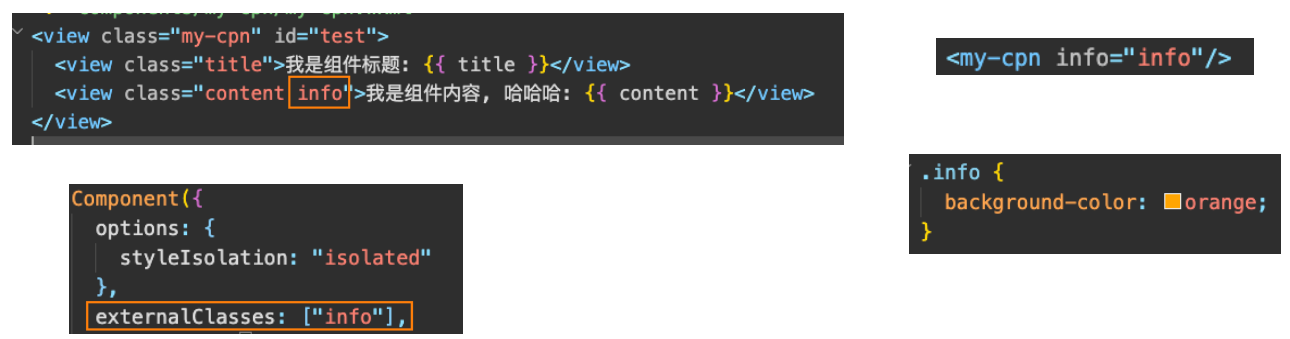 <view class="my-cpn" id="test">
<view class="title">我是组件标题: {{ title }}</view>
<view class="content info">我是组件内容, 哈哈哈: {{ content }}</view>
</view>
<my-cpn info="info"/>
Component({
options: {
styleIsolation: "isolated"
},
externalClasses: ["info"],
.info {
background-color: orange;
}